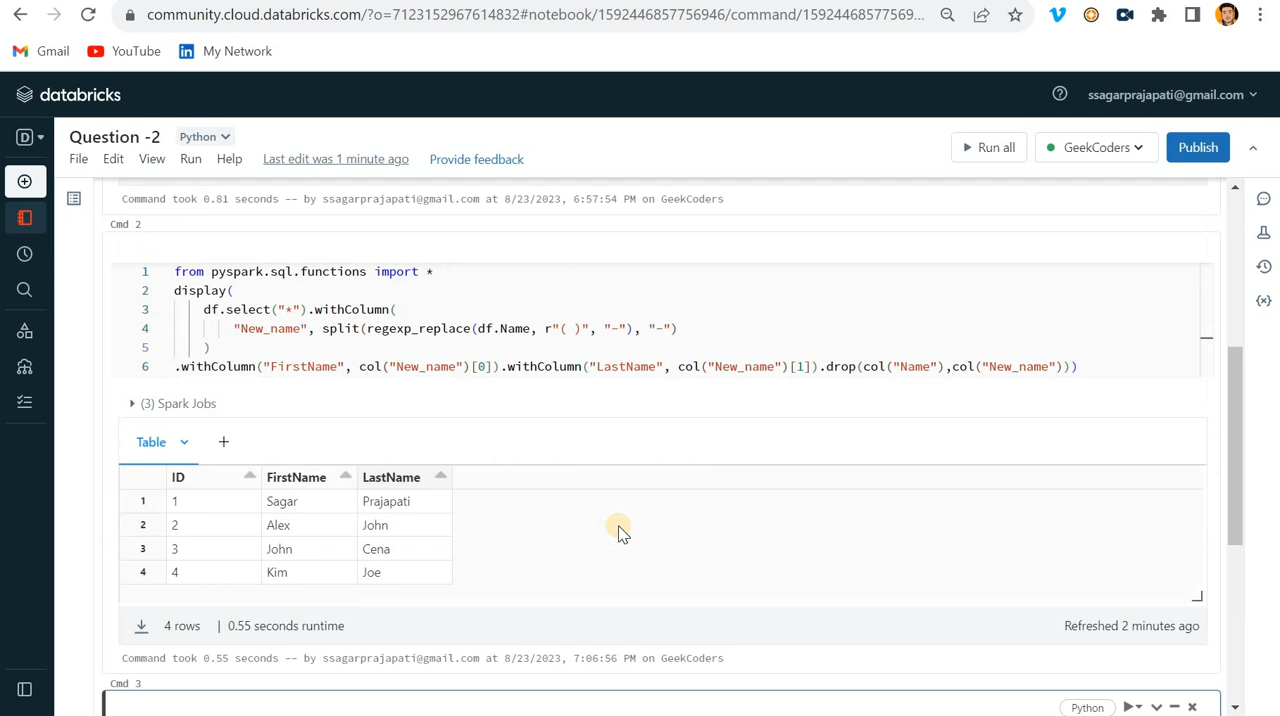 community.cloud.databricks.com/?o=7123152967614832#notebook/1592446857756946/command/15924468577569...
Gmail YouTube My Network
databricks ssagarprajapati@gmail.com
D Question -2 Python
File Edit View Run Help Last edit was 1 minute ago Provide feedback Run all GeekCoders Publish
Command took 0.81 seconds -- by ssagarprajapati@gmail.com at 8/23/2023, 6:57:54 PM on GeekCoders
Cmd 2
1 from pyspark.sql.functions import *
2 display(
3 df.select("*").withColumn(
4 "New_name", split(regexp_replace(df.Name, r"( )", "-"), "-")
5 )
6 .withColumn("FirstName", col("New_name")[0]).withColumn("LastName", col("New_name")[1]).drop(col("Name"),col("New_name")))
(3) Spark Jobs
Table +
ID FirstName LastName
1 1 Sagar Prajapati
2 2 Alex John
3 3 John Cena
4 4 Kim Joe
4 rows | 0.55 seconds runtime Refreshed 2 minutes ago
Command took 0.55 seconds -- by ssagarprajapati@gmail.com at 8/23/2023, 7:06:56 PM on GeekCoders
Cmd 3
Python